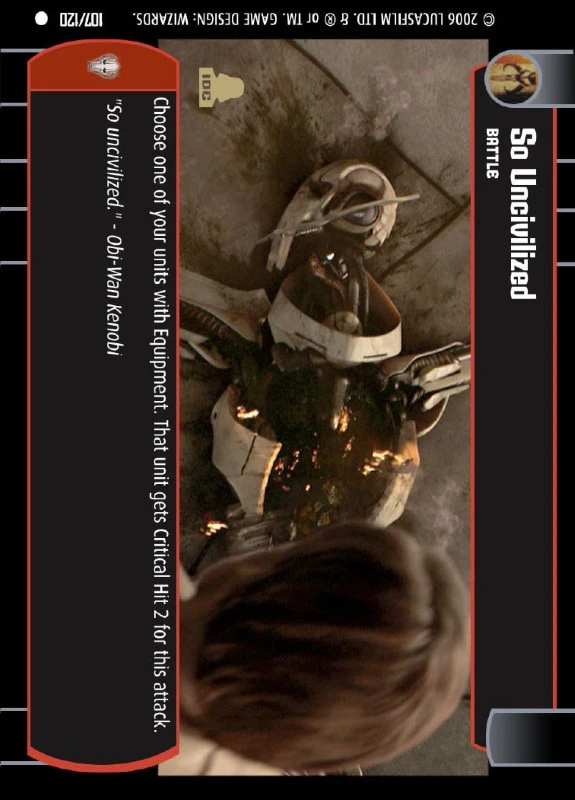 So Uncivilized
BATTLE
IDC
Choose one of your units with Equipment. That unit gets Critical Hit 2 for this attack.
"So uncivilized." - Obi-Wan Kenobi
© 2006 LUCASFILM LTD. & ® or TM. GAME DESIGN: WIZARDS.
107/120